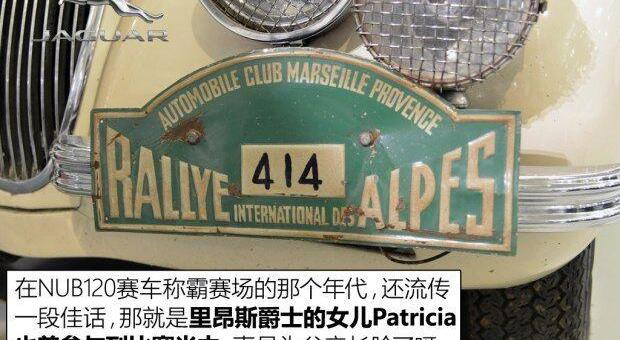 JAGUAR
AUTOMOBILE CLUB MARSEILLE PROVENCE
RALLYE 414 ALPES
INTERNATIONAL DES
在NUB120赛车称霸赛场的那个年代,还流传
一段佳话,那就是里昂斯爵士的女儿Patricia